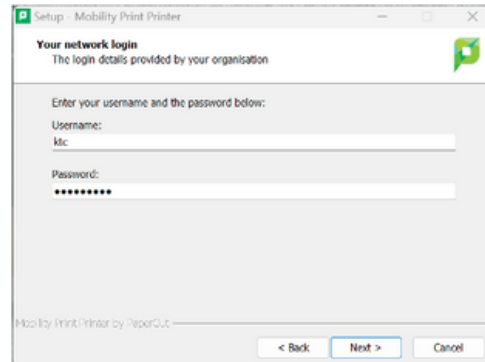 Setup - Mobility Print Printer
Your network login
The login details provided by your organisation
Enter your username and the password below:
Username:
ktc
Password:
•••••••••
Mobility Print Printer by PaperCut
< Back Next > Cancel